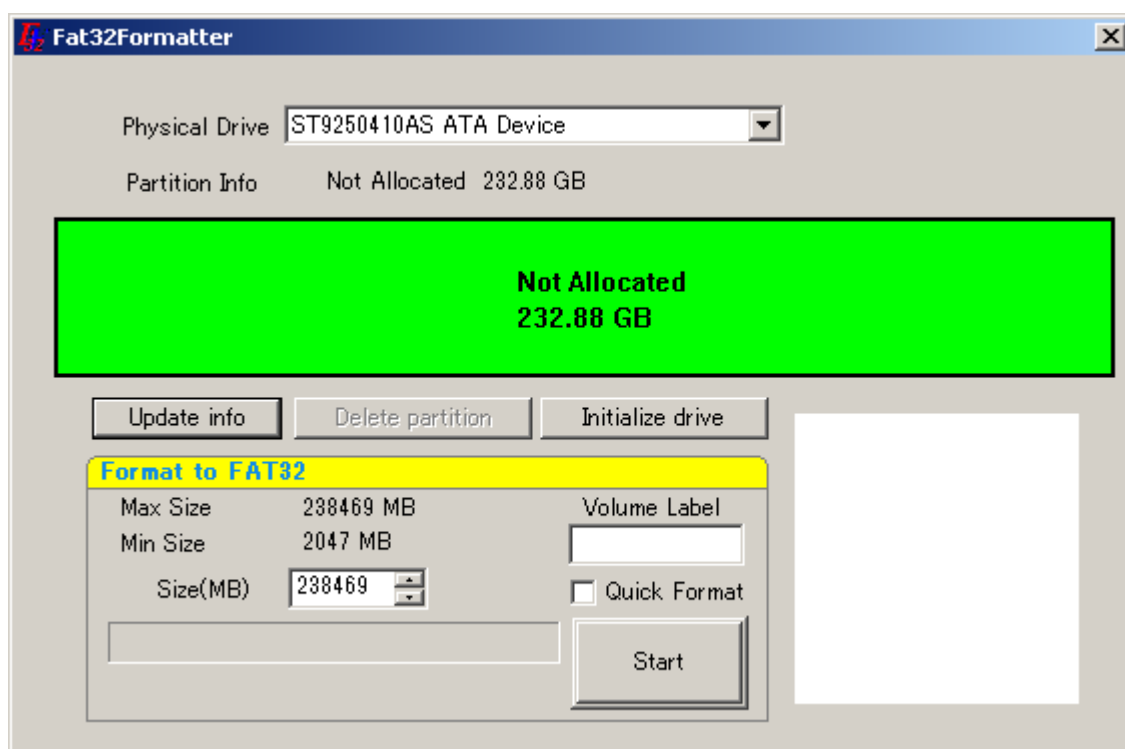 Fat32Formatter
Physical Drive ST9250410AS ATA Device
Partition Info Not Allocated 232.88 GB
Not Allocated
232.88 GB
Update info Delete partition Initialize drive
Format to FAT32
Max Size 238469 MB Volume Label
Min Size 2047 MB
Size(MB) 238469 Quick Format
Start